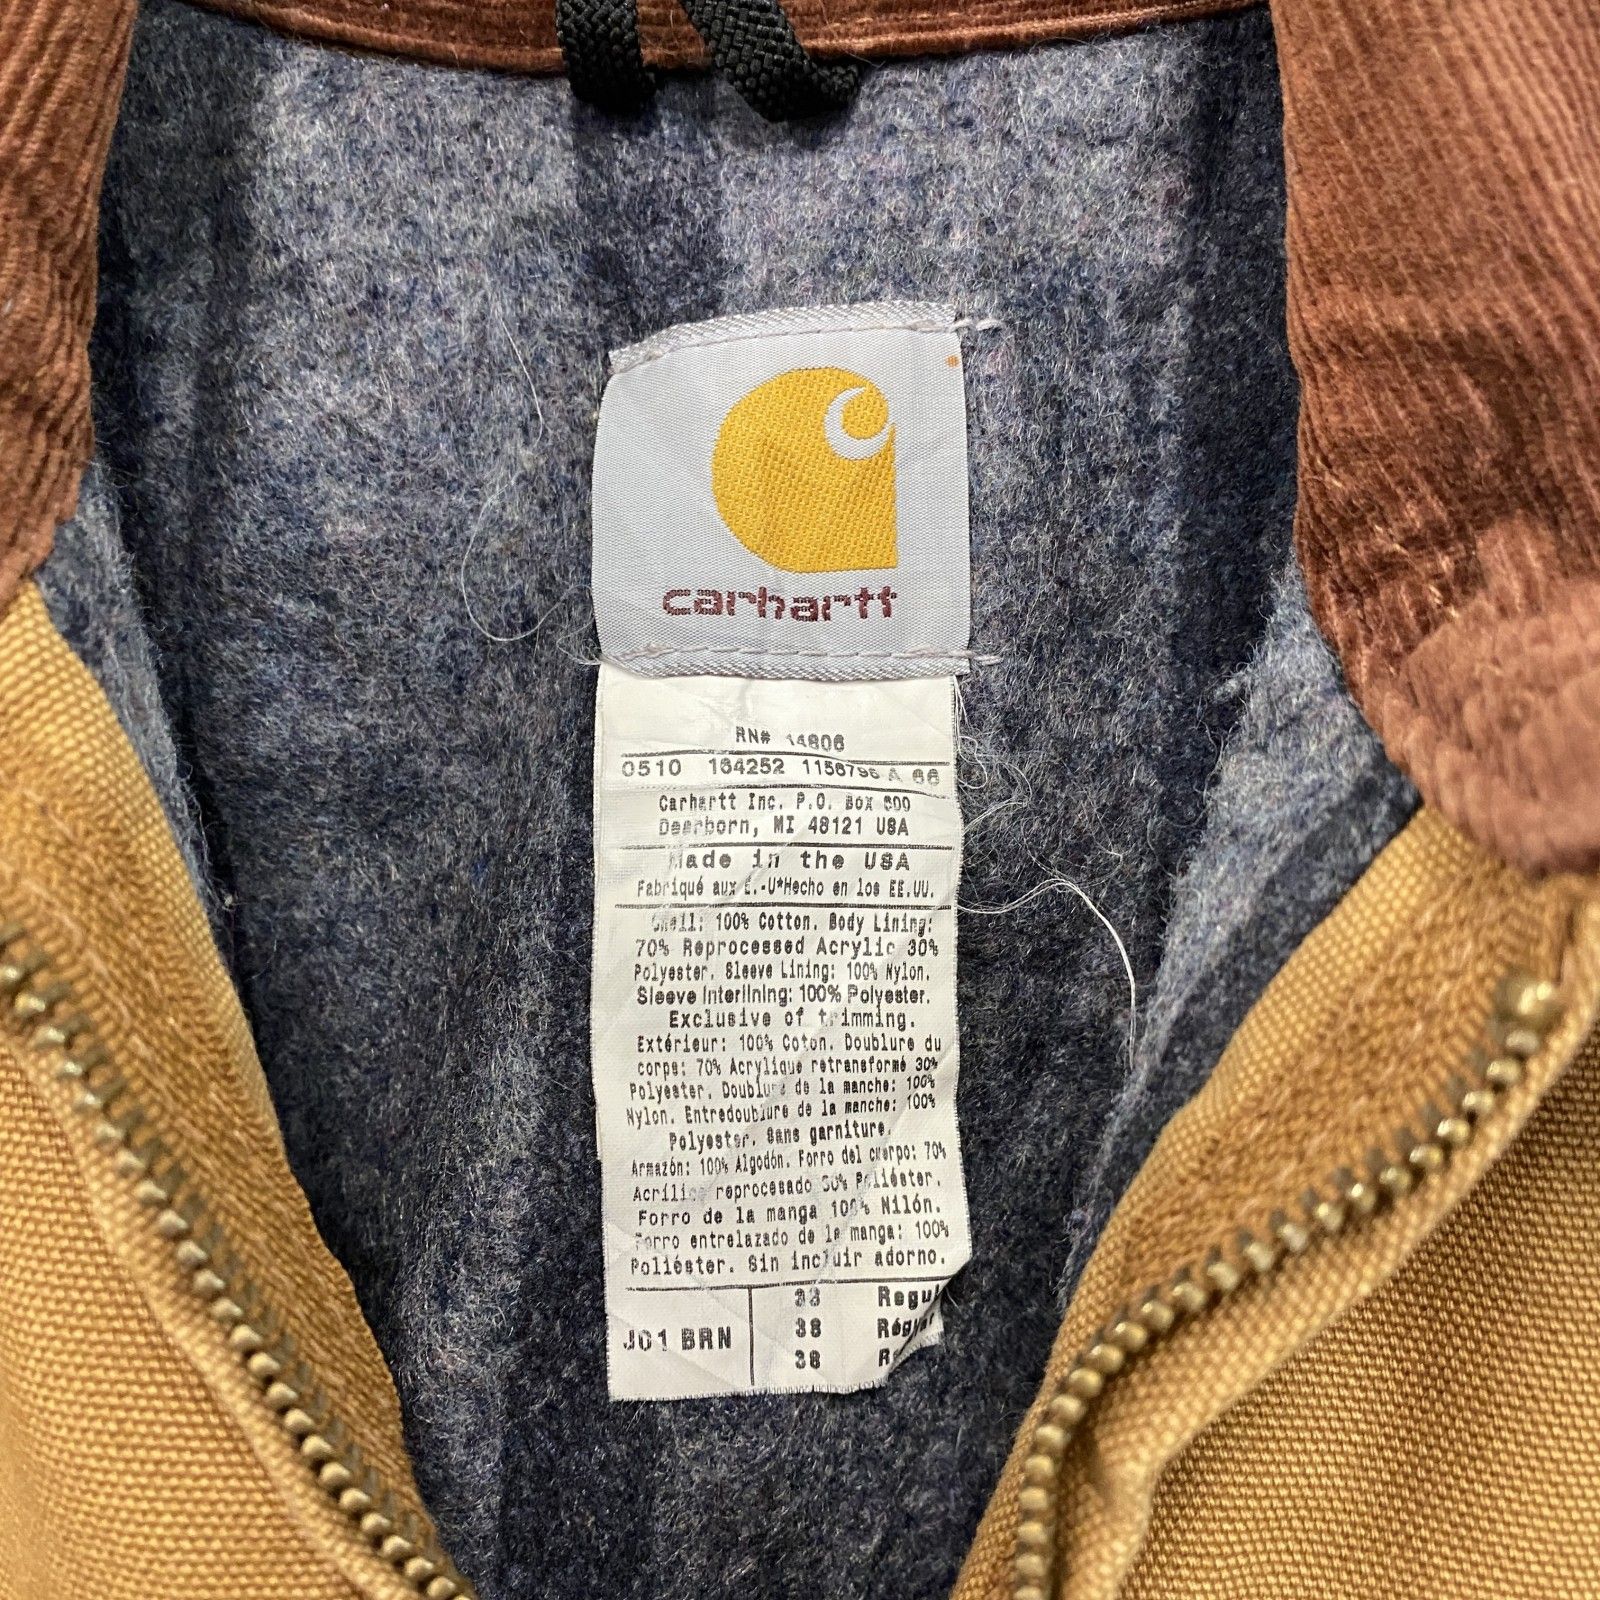 carhartt
RN# 14806
0510 164252 1156796 A 66
Carhartt Inc. P.O. Box 600
Dearborn, MI 48121 USA
Made in the USA
Fabriqué aux E.-U*Hecho en los EE.UU.
Shell: 100% Cotton. Body Lining:
70% Reprocessed Acrylic 30%
Polyester. Sleeve Lining: 100% Nylon.
Sleeve Interlining: 100% Polyester.
Exclusive of trimming.
Extérieur: 100% Coton. Doublure du
corps: 70% Acrylique retransformé 30%
Polyester. Doublure de la manche: 100%
Nylon. Entredoublure de la manche: 100%
Polyester. Sans garniture.
Armazón: 100% Algodón. Forro del cuerpo: 70%
Acrílico reprocesado 30% Poliéster.
Forro de la manga 100% Nilón.
Forro entrelazado de la manga: 100%
Poliéster. Sin incluir adorno.
38 Regul
J01 BRN 38 Régul
38